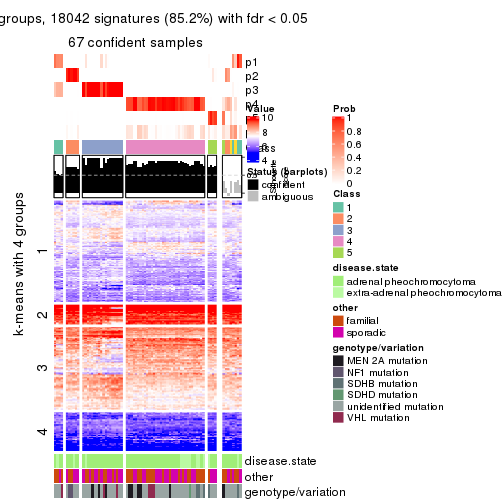 groups, 18042 signatures (85.2%) with fdr < 0.05
67 confident samples
p1
p2
p3
p4
Value
10
8
6
4
Status (barplots)
confident
ambiguous
Prob
1
0.8
0.6
0.4
0.2
0
Class
1
2
3
4
5
disease.state
adrenal pheochromocytoma
extra-adrenal pheochromocytoma
other
familial
sporadic
genotype/variation
MEN 2A mutation
NF1 mutation
SDHB mutation
SDHD mutation
unidentified mutation
VHL mutation
k-means with 4 groups
1
2
3
4
disease.state
other
genotype/variation